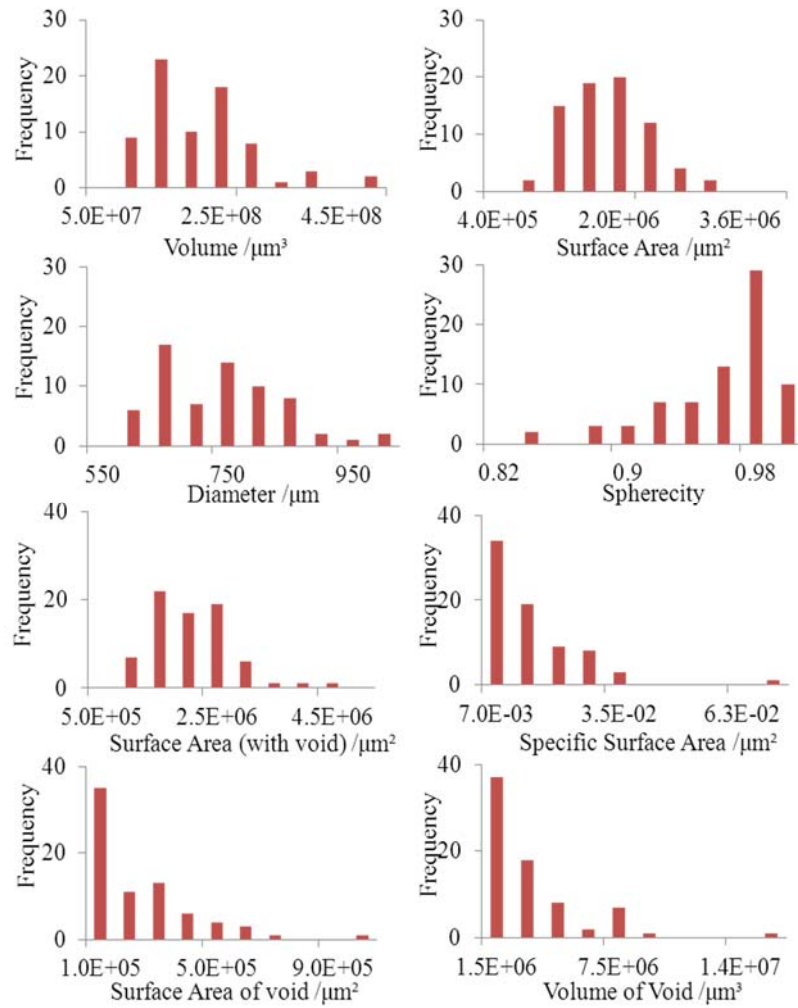 30
20
10
0
Frequency
5.0E+07 2.5E+08 4.5E+08
Volume /μm³
30
20
10
0
Frequency
4.0E+05 2.0E+06 3.6E+06
Surface Area /μm²
30
20
10
0
Frequency
550 750 950
Diameter /μm
30
20
10
0
Frequency
0.82 0.9 0.98
Spherecity
40
20
0
Frequency
5.0E+05 2.5E+06 4.5E+06
Surface Area (with void) /μm²
40
20
0
Frequency
7.0E-03 3.5E-02 6.3E-02
Specific Surface Area /μm²
40
20
0
Frequency
1.0E+05 5.0E+05 9.0E+05
Surface Area of void /μm²
40
20
0
Frequency
1.5E+06 7.5E+06 1.4E+07
Volume of Void /μm³